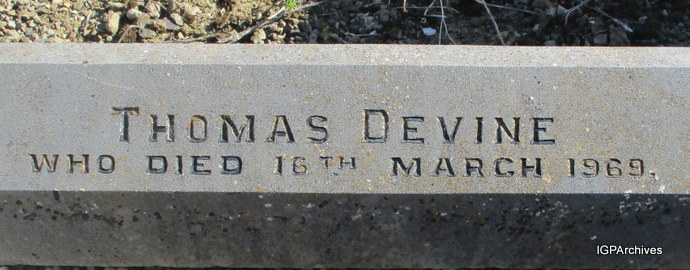 THOMAS DEVINE
WHO DIED 16TH MARCH 1969.
IGPArchives